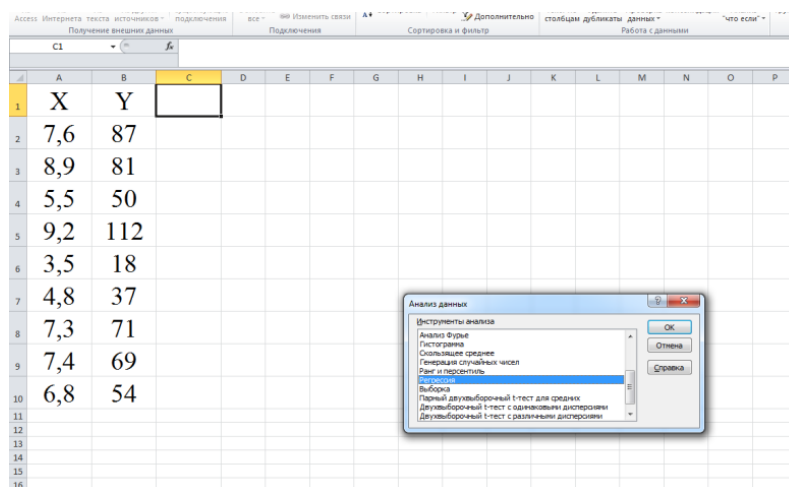 Access Интернета текста источников подключения все Изменить связи Дополнительно столбцам дубликаты данных "что если"
Получение внешних данных Подключения Сортировка и фильтр Работа с данными
C1 fx
A B C D E F G H I J K L M N O P
1 X Y
2 7,6 87
3 8,9 81
4 5,5 50
5 9,2 112
6 3,5 18
7 4,8 37
8 7,3 71
9 7,4 69
10 6,8 54
11
12
13
14
15
16
Анализ данных
Инструменты анализа
Анализ Фурье
Гистограмма
Скользящее среднее
Генерация случайных чисел
Ранг и персентиль
Регрессия
Выборка
Парный двухвыборочный t-тест для средних
Двухвыборочный t-тест с одинаковыми дисперсиями
Двухвыборочный t-тест с различными дисперсиями
OK
Отмена
Справка